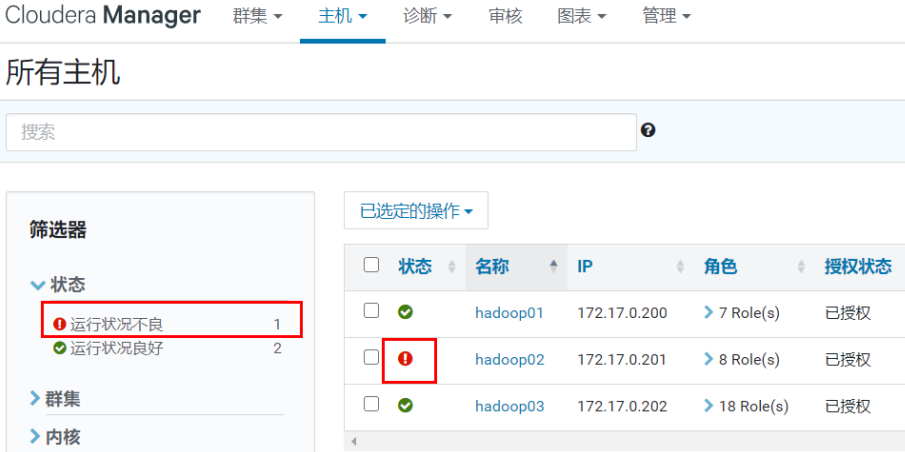 Cloudera Manager 群集 主机 诊断 审核 图表 管理
所有主机
搜索
已选定的操作
筛选器
状态
运行状况不良 1
运行状况良好 2
群集
内核
状态 名称 IP 角色 授权状态
hadoop01 172.17.0.200 7 Role(s) 已授权
hadoop02 172.17.0.201 8 Role(s) 已授权
hadoop03 172.17.0.202 18 Role(s) 已授权